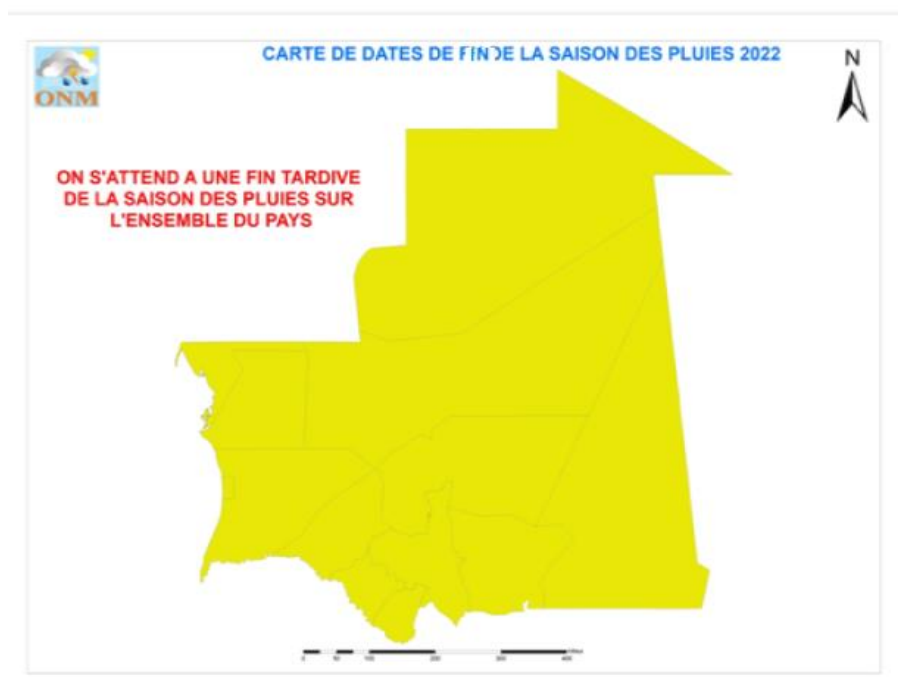 CARTE DE DATES DE FIN DE LA SAISON DES PLUIES 2022
N
ONM
ON S'ATTEND A UNE FIN TARDIVE
DE LA SAISON DES PLUIES SUR
L'ENSEMBLE DU PAYS